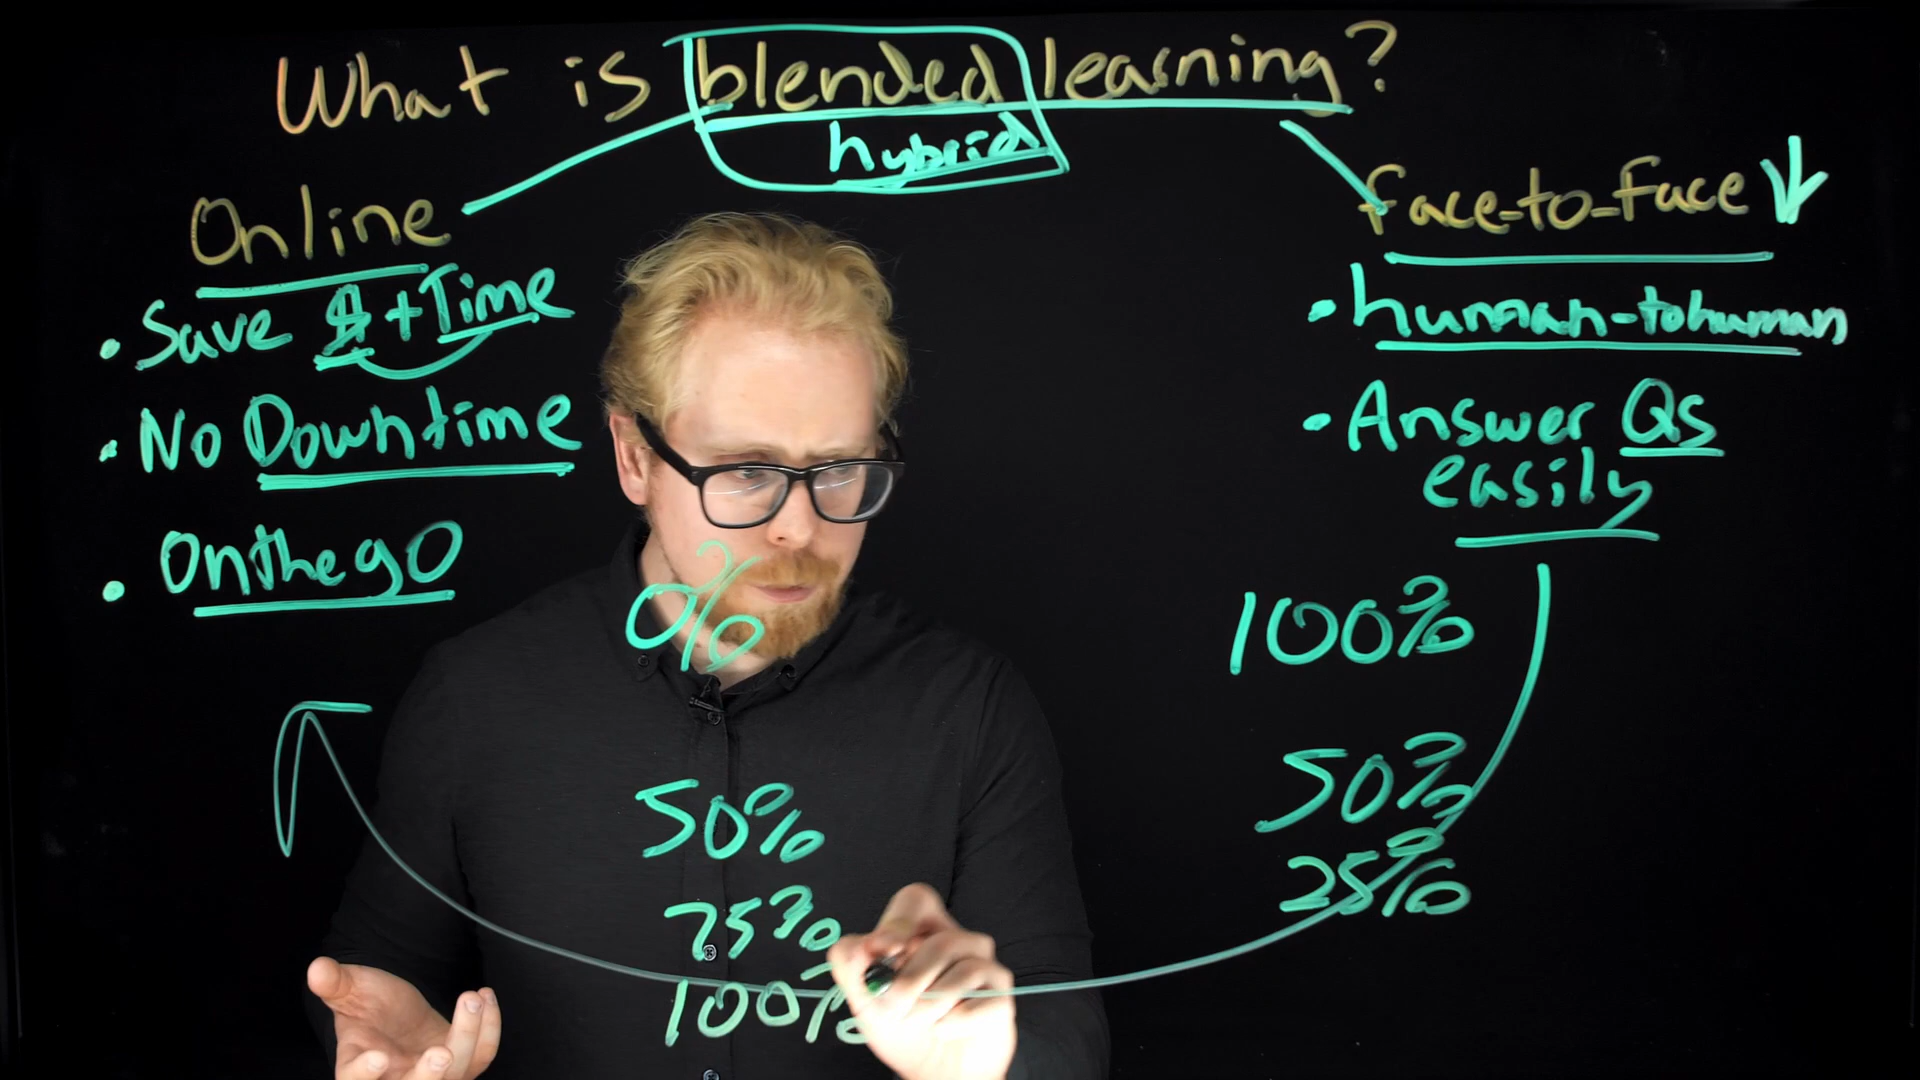 What is blended learning?
hybrid
Online
• Save $ + Time
• No Downtime
• On the go
face-to-face ↓
• human-to human
• Answer Qs
easily
0% 100%
50% 50%
75% 25%
100%